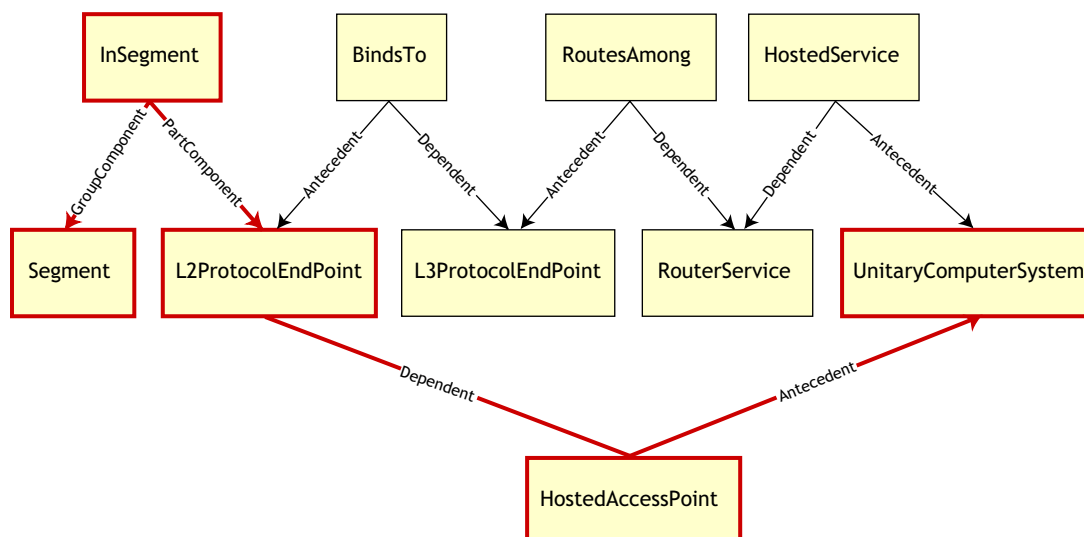 InSegment
BindsTo
RoutesAmong
HostedService
GroupComponent
PartComponent
Antecedent
Dependent
Antecedent
Dependent
Dependent
Antecedent
Segment
L2ProtocolEndPoint
L3ProtocolEndPoint
RouterService
UnitaryComputerSystem
Dependent
Antecedent
HostedAccessPoint